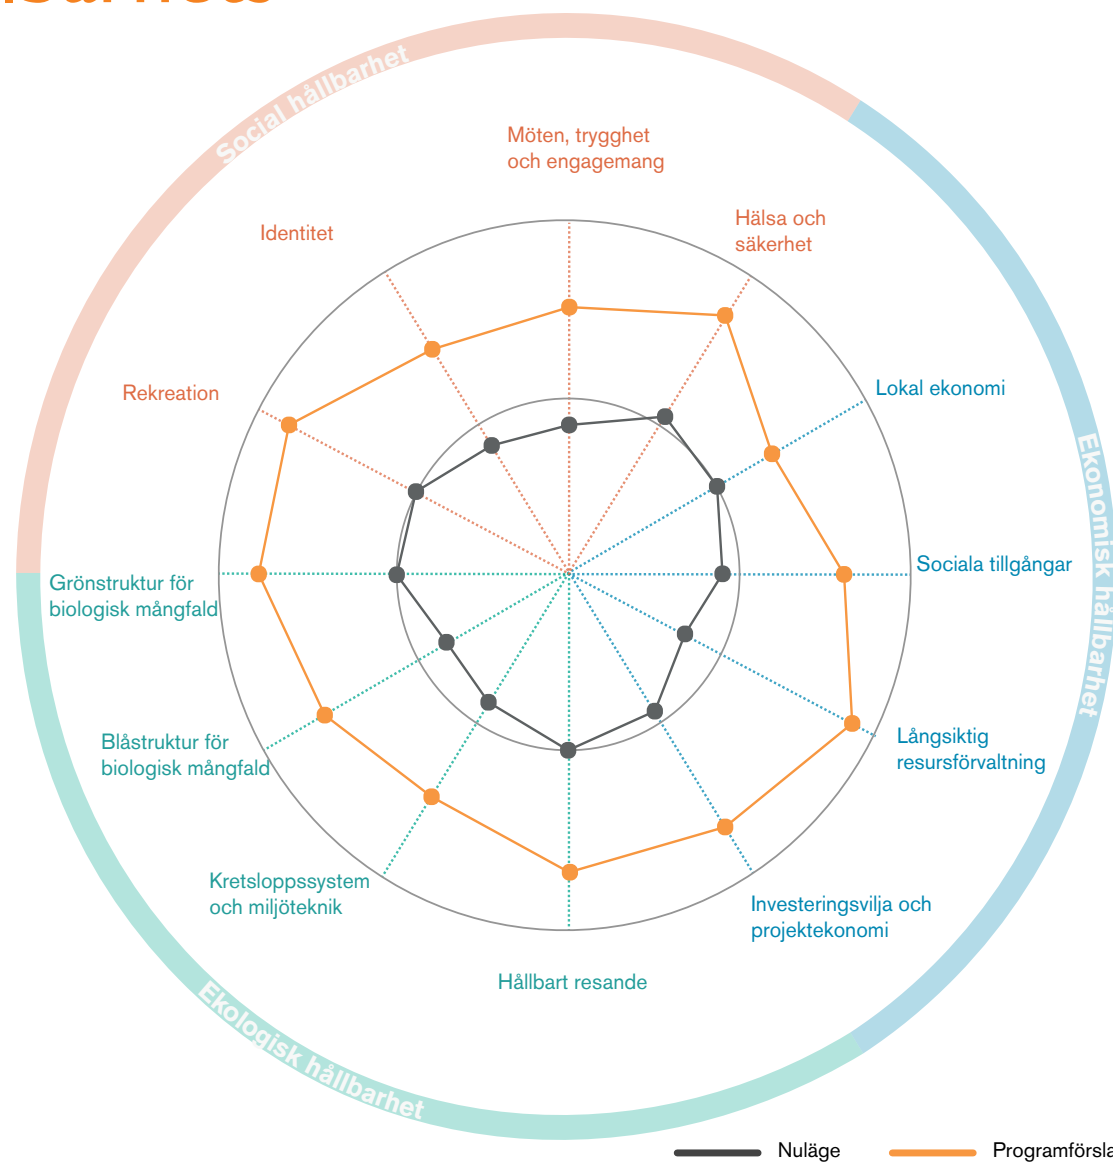 Social hållbarhet
Möten, trygghet
och engagemang
Hälsa och
säkerhet
Identitet
Lokal ekonomi
Rekreation
Ekonomisk hållbarhet
Sociala tillgångar
Grönstruktur för
biologisk mångfald
Långsiktig
resursförvaltning
Blåstruktur för
biologisk mångfald
Kretsloppssystem
och miljöteknik
Investeringsvilja och
projektekonomi
Hållbart resande
Ekologisk hållbarhet
Nuläge
Programförsla